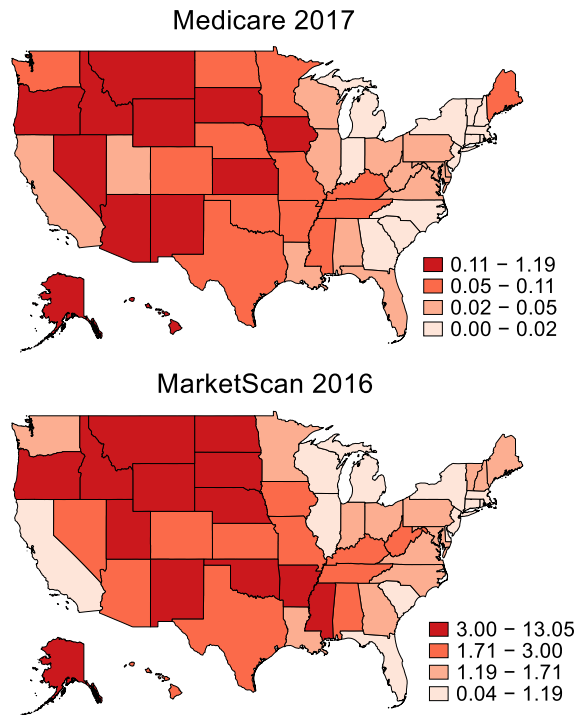 Medicare 2017
0.11 − 1.19
0.05 − 0.11
0.02 − 0.05
0.00 − 0.02
MarketScan 2016
3.00 − 13.05
1.71 − 3.00
1.19 − 1.71
0.04 − 1.19